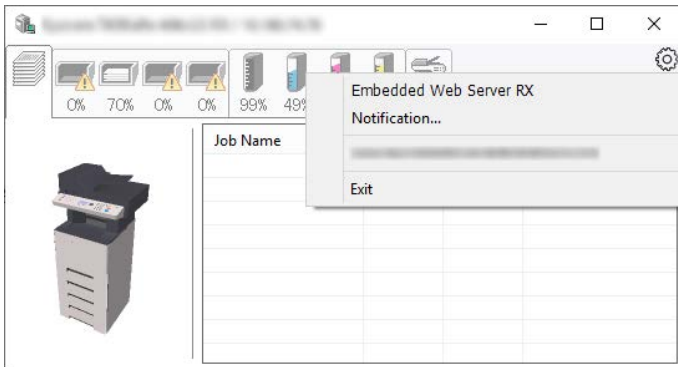 0% 70% 0% 0% 99% 49%
Embedded Web Server RX
Notification...
Job Name
Exit